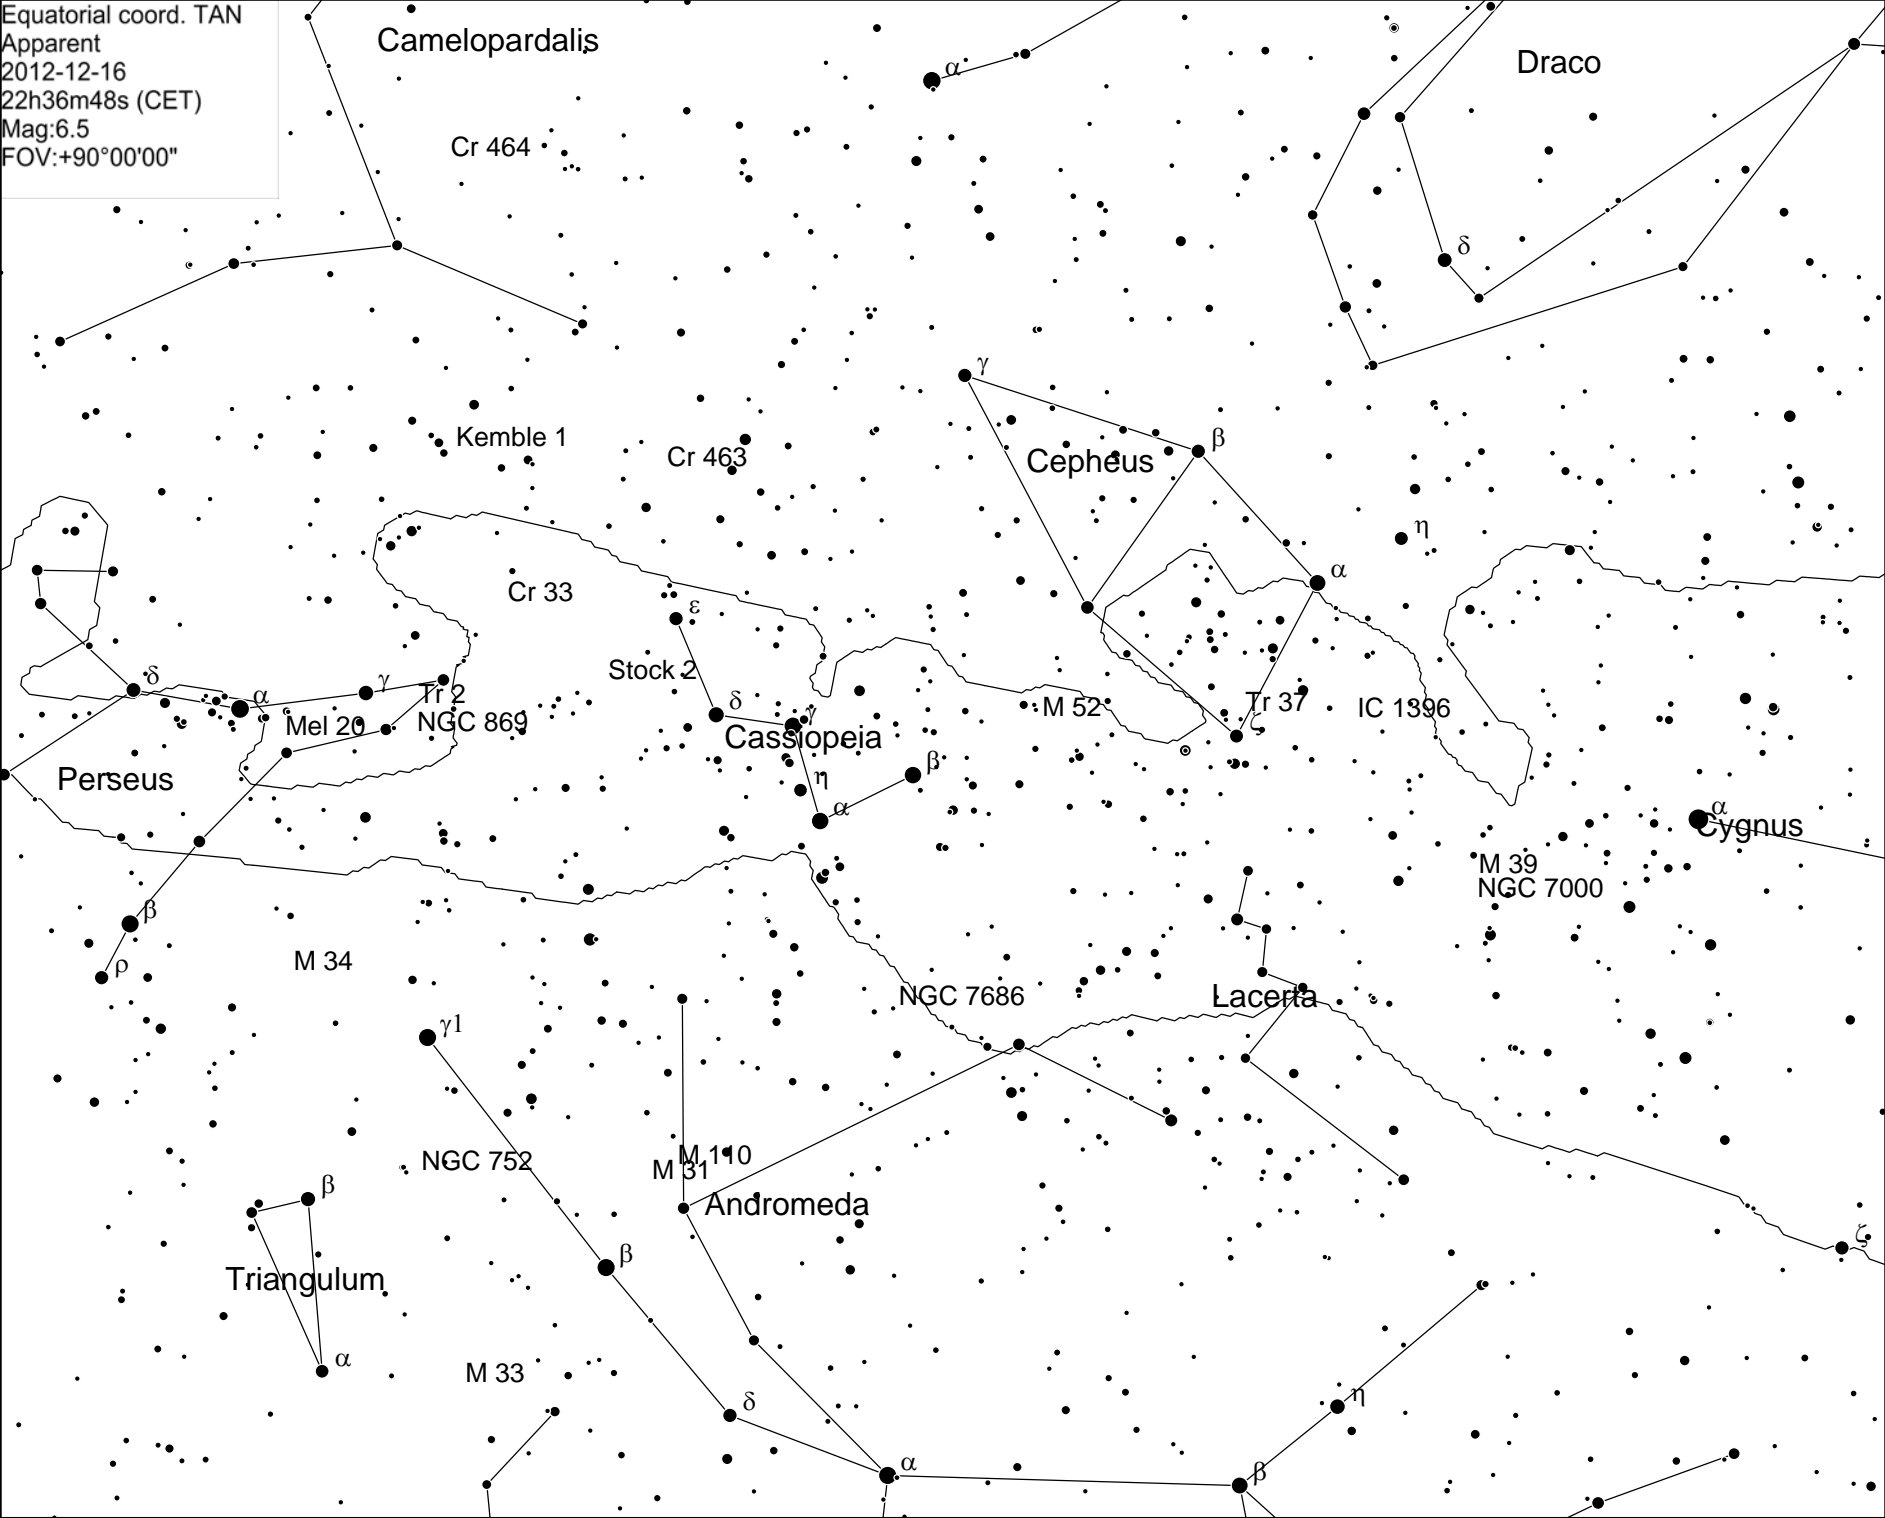 Equatorial coord. TAN
Apparent
2012-12-16
22h36m48s (CET)
Mag:6.5
FOV:+90°00'00"
Camelopardalis
α
Draco
Cr 464
δ
γ
Kemble 1
Cr 463
Cepheus
β
η
α
Cr 33
ε
Stock 2
δ
α
γ
Tr 2
Mel 20
NGC 869
δ
γ
Cassiopeia
M 52
Tr 37
ζ
IC 1396
Perseus
η
β
α
α
Cygnus
M 39
NGC 7000
β
ρ
M 34
NGC 7686
Lacerta
γ1
NGC 752
M 110
M 31
Andromeda
β
Triangulum
β
ζ
α
M 33
δ
η
α
β